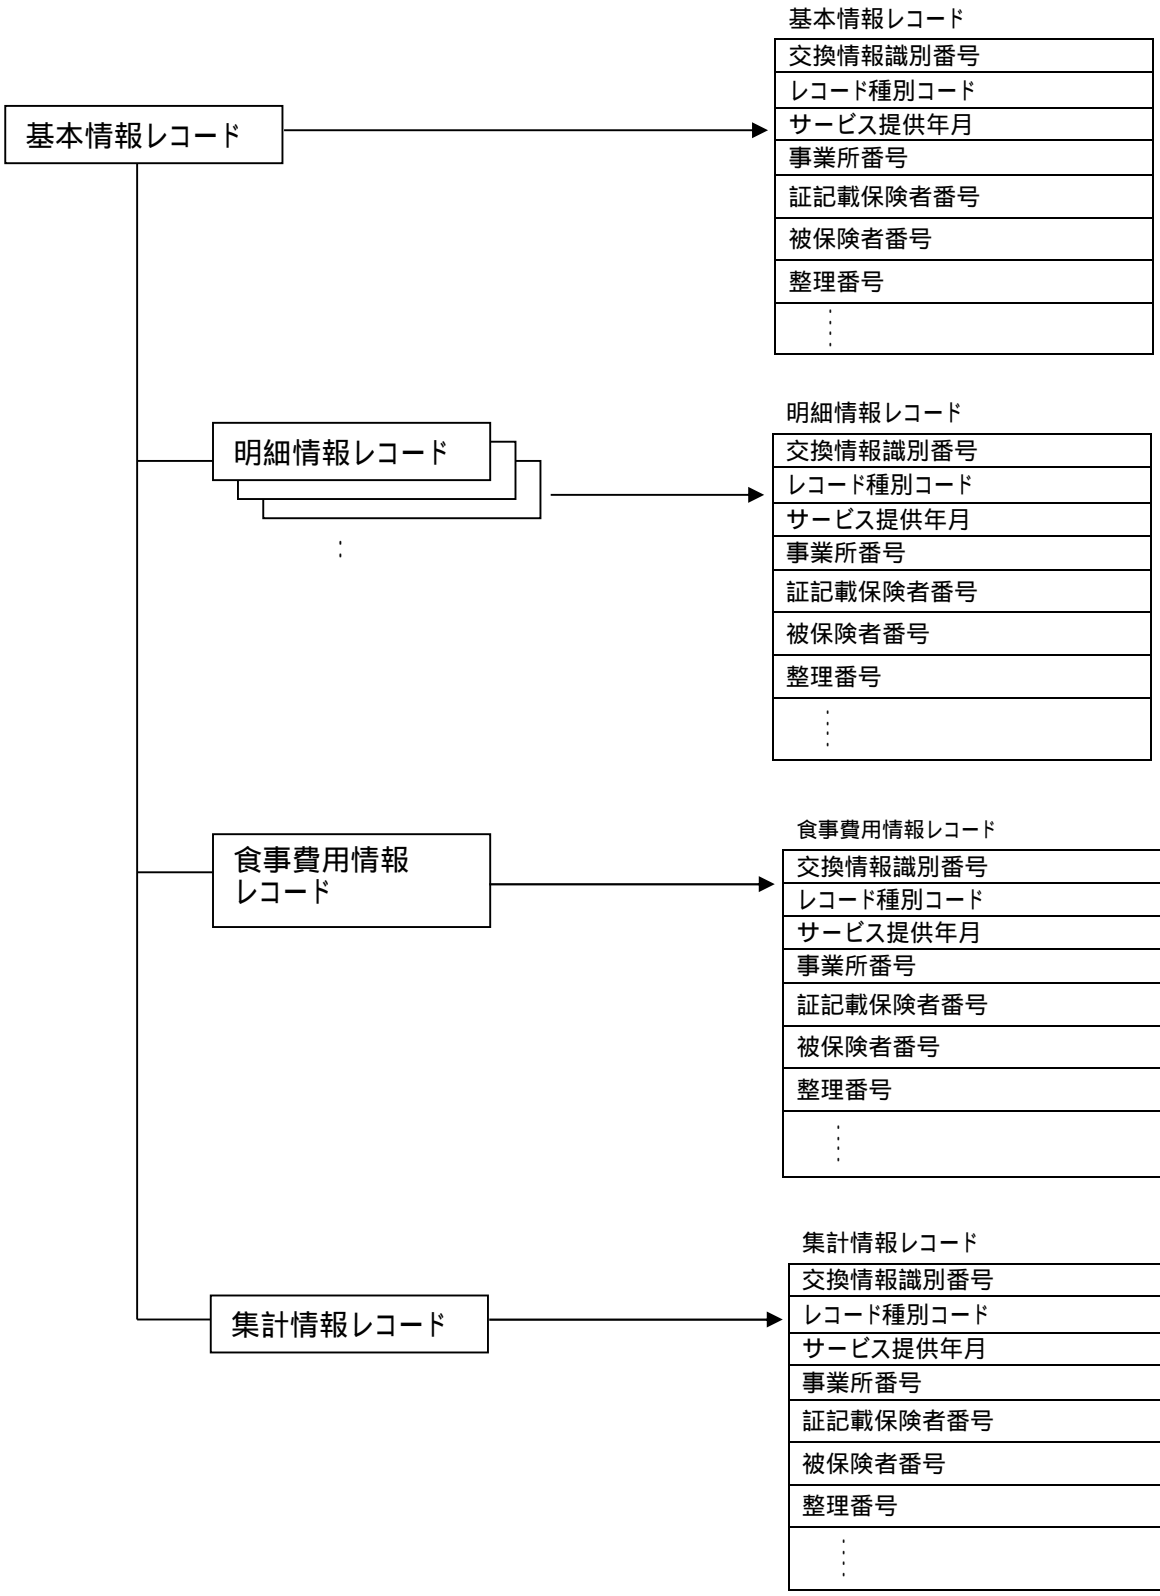 基本情報レコード
基本情報レコード
交換情報識別番号
レコード種別コード
サービス提供年月
事業所番号
証記載保険者番号
被保険者番号
整理番号
明細情報レコード
明細情報レコード
交換情報識別番号
レコード種別コード
サービス提供年月
事業所番号
証記載保険者番号
被保険者番号
整理番号
食事費用情報
レコード
食事費用情報レコード
交換情報識別番号
レコード種別コード
サービス提供年月
事業所番号
証記載保険者番号
被保険者番号
整理番号
集計情報レコード
集計情報レコード
交換情報識別番号
レコード種別コード
サービス提供年月
事業所番号
証記載保険者番号
被保険者番号
整理番号